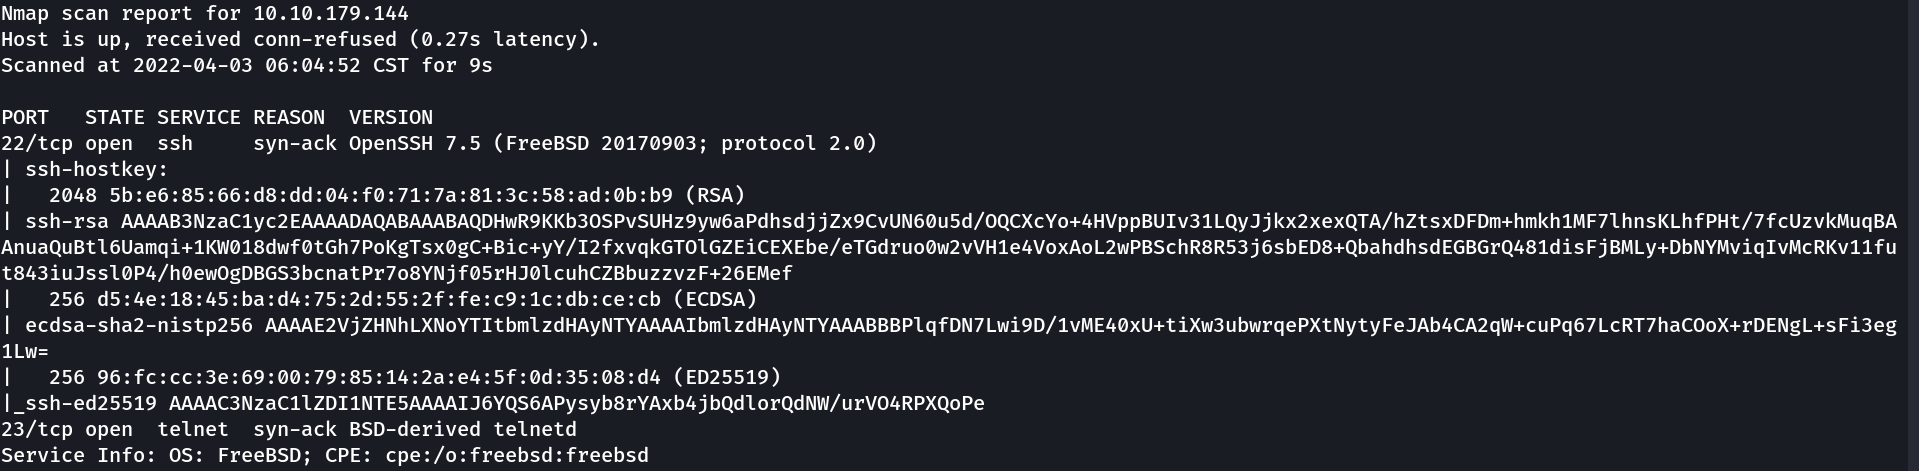 Nmap scan report for 10.10.179.144
Host is up, received conn-refused (0.27s latency).
Scanned at 2022-04-03 06:04:52 CST for 9s
PORT   STATE SERVICE REASON  VERSION
22/tcp open  ssh     syn-ack OpenSSH 7.5 (FreeBSD 20170903; protocol 2.0)
| ssh-hostkey:
|   2048 5b:e6:85:66:d8:dd:04:f0:71:7a:81:3c:58:ad:0b:b9 (RSA)
| ssh-rsa AAAAB3NzaC1yc2EAAAADAQABAAABAQDHwR9KKb3OSPvSUHz9yw6aPdhsdjjZx9CvUN60u5d/OQCXcYo+4HVppBUIv31LQyJjkx2xexQTA/hZtsxDFDm+hmkh1MF7lhnsKLhfPHt/7fcUzvkMuqBA
AnuaQuBtl6Uamqi+1KW018dwf0tGh7PoKgTsx0gC+Bic+yY/I2fxvqkGTOlGZEiCEXEbe/eTGdruo0w2vVH1e4VoxAoL2wPBSchR8R53j6sbED8+QbahdhsdEGBGrQ481disFjBMLy+DbNYMviqIvMcRKv11fu
t843iuJssl0P4/h0ewOgDBGS3bcnatPr7o8YNjf05rHJ0lcuhCZBbuzzvzF+26EMef
|   256 d5:4e:18:45:ba:d4:75:2d:55:2f:fe:c9:1c:db:ce:cb (ECDSA)
| ecdsa-sha2-nistp256 AAAAE2VjZHNhLXNoYTItbmlzdHAyNTYAAAAIbmlzdHAyNTYAAABBBPlqfDN7Lwi9D/1vME40xU+tiXw3ubwrqePXtNytyFeJAb4CA2qW+cuPq67LcRT7haCOoX+rDENgL+sFi3eg
1Lw=
|   256 96:fc:cc:3e:69:00:79:85:14:2a:e4:5f:0d:35:08:d4 (ED25519)
|_ssh-ed25519 AAAAC3NzaC1lZDI1NTE5AAAAIJ6YQS6APysyb8rYAxb4jbQdlorQdNW/urVO4RPXQoPe
23/tcp open  telnet  syn-ack BSD-derived telnetd
Service Info: OS: FreeBSD; CPE: cpe:/o:freebsd:freebsd